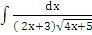 ∫ dx / ( 2x+3)√4x+5